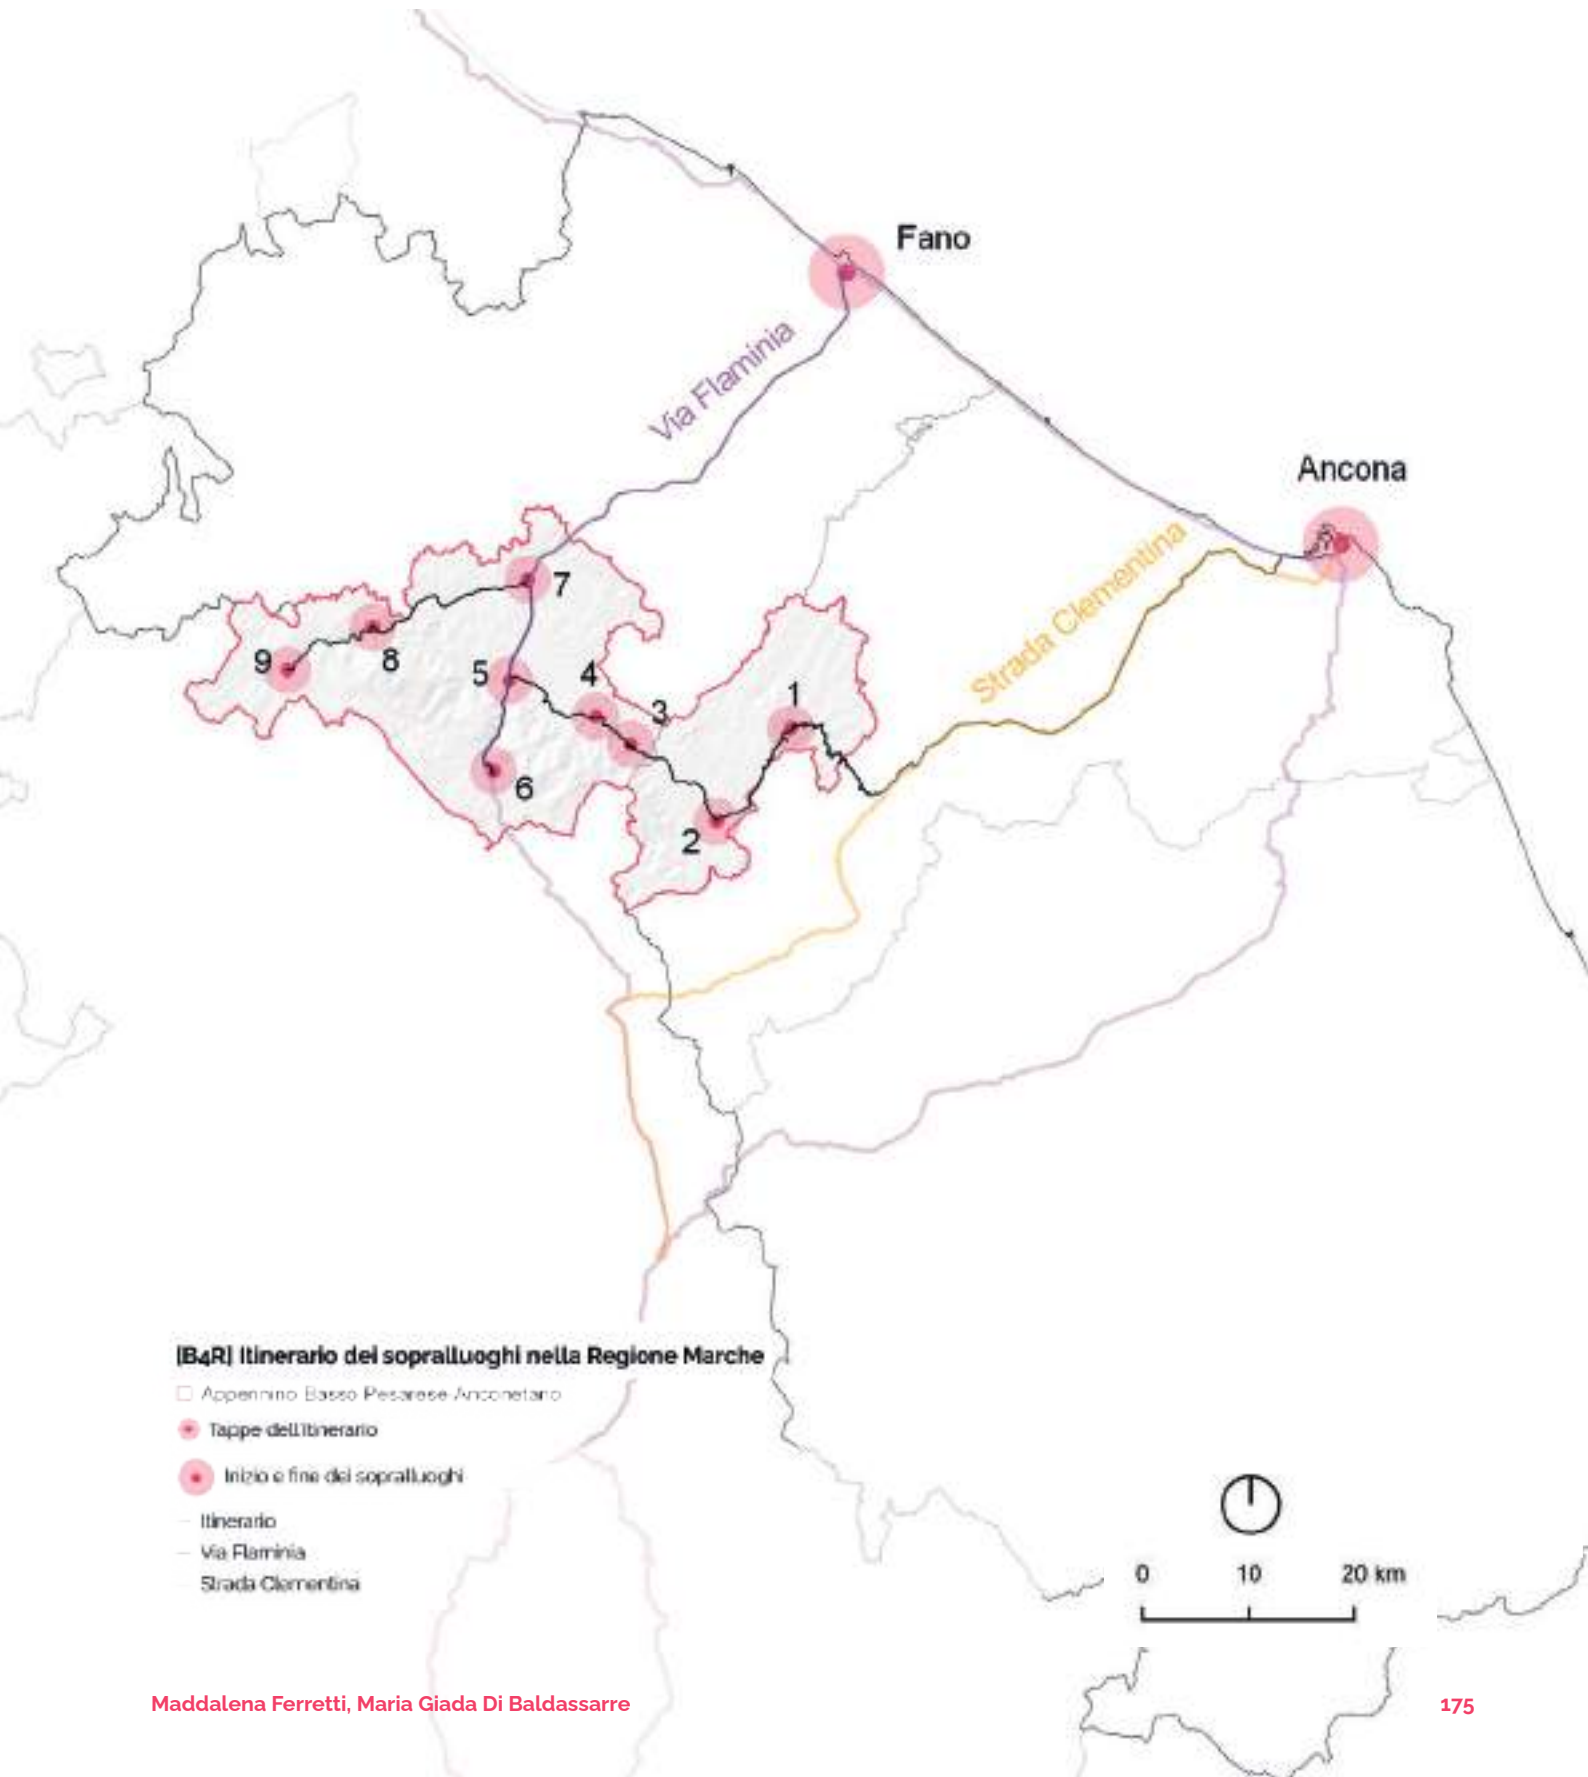 Fano
Via Flaminia
Ancona
Strada Clementina
7
9
8
5
4
3
1
6
2
[B4R] Itinerario dei sopralluoghi nella Regione Marche
Appennino Basso Pesarese Anconetano
Tappe dell'itinerario
Inizio e fine dei sopralluoghi
Itinerario
Via Flaminia
Strada Clementina
0 10 20 km
Maddalena Ferretti, Maria Giada Di Baldassarre
175